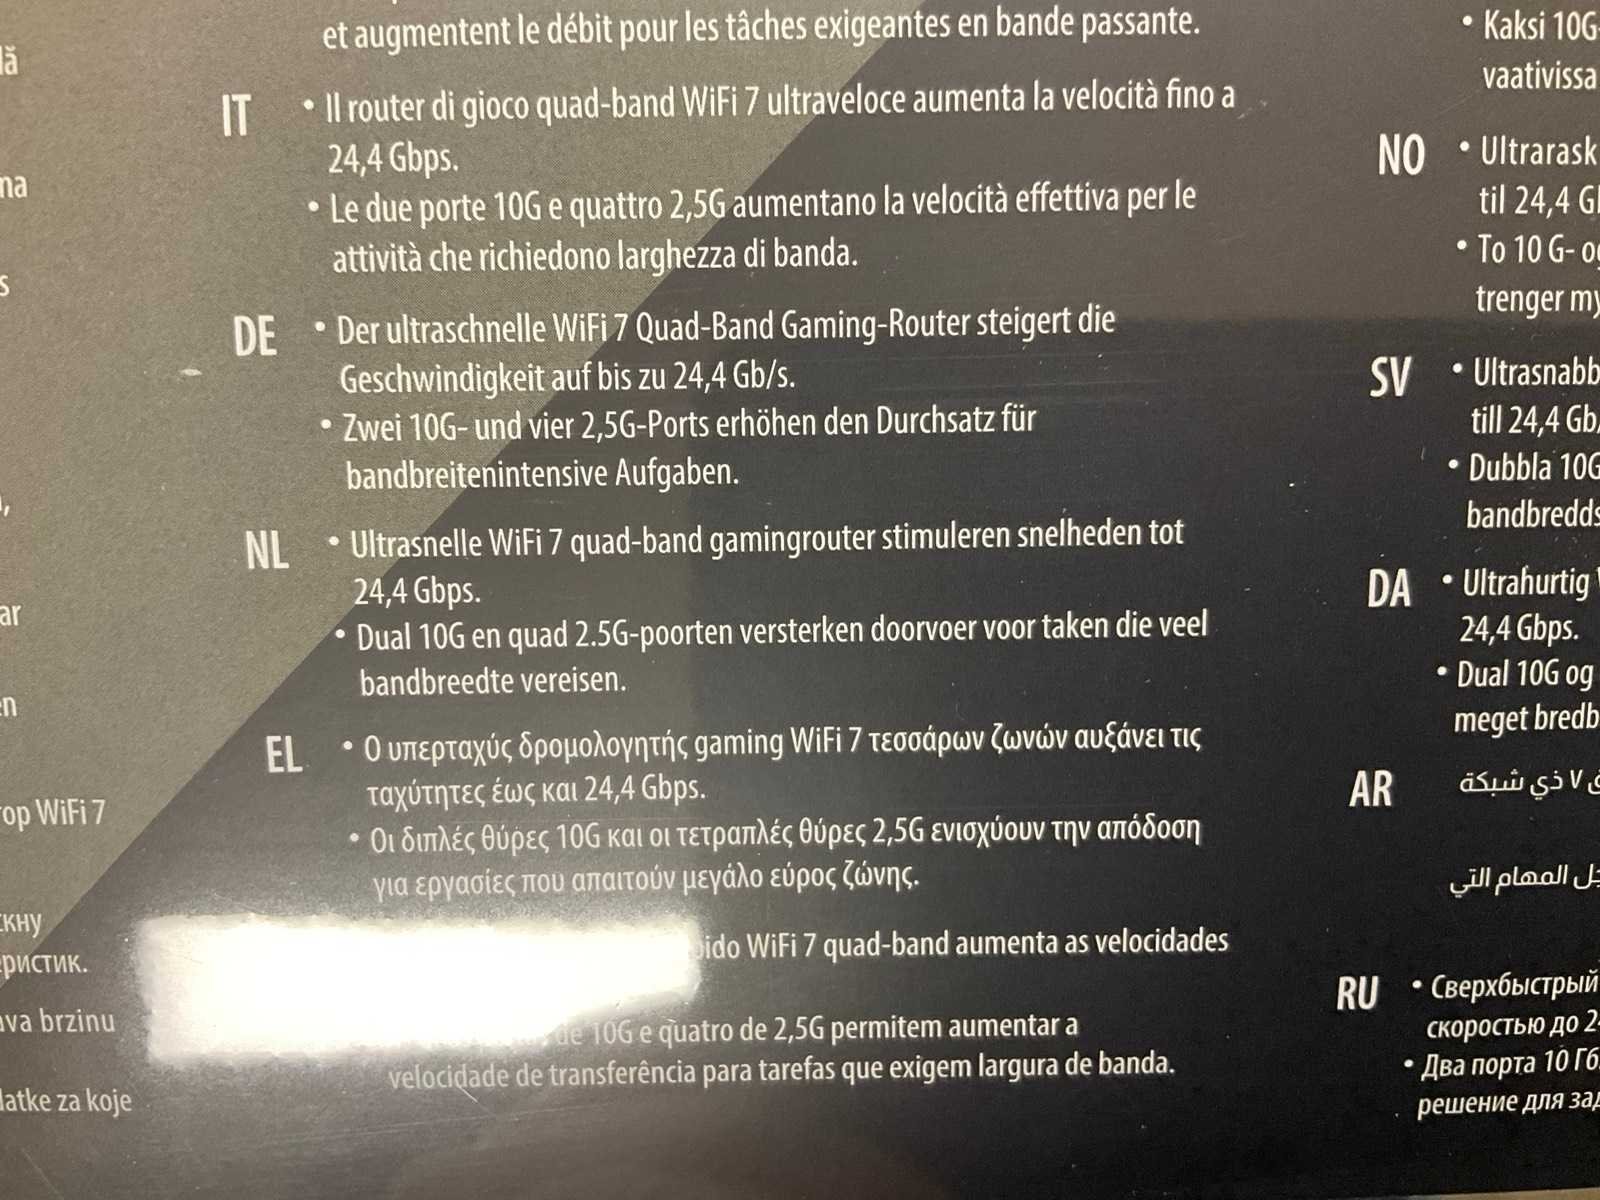 et augmentent le débit pour les tâches exigeantes en bande passante.
IT
• Il router di gioco quad-band WiFi 7 ultraveloce aumenta la velocità fino a
24,4 Gbps.
• Le due porte 10G e quattro 2,5G aumentano la velocità effettiva per le
attività che richiedono larghezza di banda.
DE
• Der ultraschnelle WiFi 7 Quad-Band Gaming-Router steigert die
Geschwindigkeit auf bis zu 24,4 Gb/s.
• Zwei 10G- und vier 2,5G-Ports erhöhen den Durchsatz für
bandbreitenintensive Aufgaben.
NL
• Ultrasnelle WiFi 7 quad-band gamingrouter stimuleren snelheden tot
24,4 Gbps.
• Dual 10G en quad 2.5G-poorten versterken doorvoer voor taken die veel
bandbreedte vereisen.
EL
• Ο υπερταχύς δρομολογητής gaming WiFi 7 τεσσάρων ζωνών αυξάνει τις
ταχύτητες έως και 24,4 Gbps.
• Οι διπλές θύρες 10G και οι τετραπλές θύρες 2,5G ενισχύουν την απόδοση
για εργασίες που απαιτούν μεγάλο εύρος ζώνης.
WiFi 7 quad-band aumenta as velocidades
de 10G e quatro de 2,5G permitem aumentar a
velocidade de transferência para tarefas que exigem largura de banda.
WiFi 7
brzinu
za koje
• Kaksi 10G-
vaativissa
NO
• Ultrarask
til 24,4
• To 10 G-
trenger
SV
• Ultrasnabb
till 24,4
• Dubbla 10G
DA
• Ultrahurtig
24,4 Gbps.
• Dual 10G og
meget
AR
٧ ذي شبكة
المهام التي
RU
• Сверхбыстрый
скоростью до
• Два порта 10
решение для